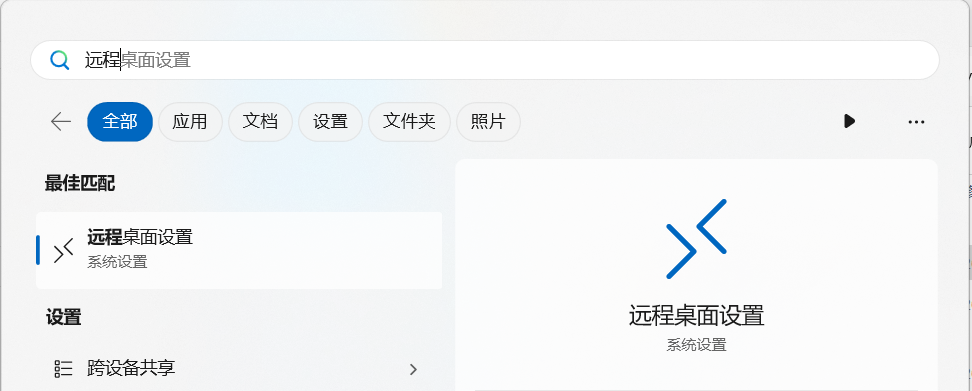 远程桌面设置
全部 应用 文档 设置 文件夹 照片
最佳匹配
远程桌面设置
系统设置
设置
跨设备共享
远程桌面设置
系统设置